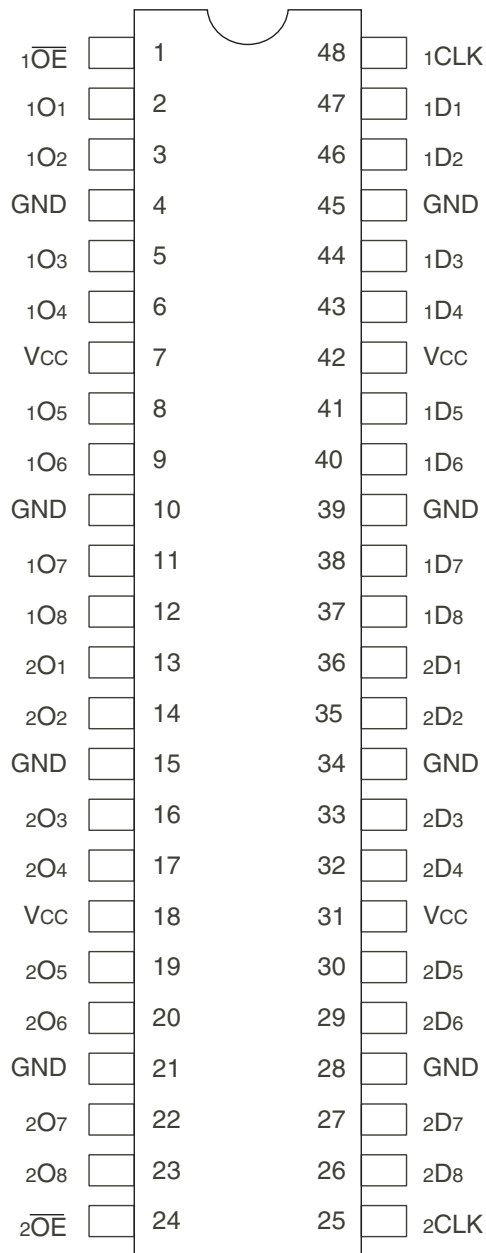 1O̅E̅ 1 48 1CLK
1O1 2 47 1D1
1O2 3 46 1D2
GND 4 45 GND
1O3 5 44 1D3
1O4 6 43 1D4
VCC 7 42 VCC
1O5 8 41 1D5
1O6 9 40 1D6
GND 10 39 GND
1O7 11 38 1D7
1O8 12 37 1D8
2O1 13 36 2D1
2O2 14 35 2D2
GND 15 34 GND
2O3 16 33 2D3
2O4 17 32 2D4
VCC 18 31 VCC
2O5 19 30 2D5
2O6 20 29 2D6
GND 21 28 GND
2O7 22 27 2D7
2O8 23 26 2D8
2O̅E̅ 24 25 2CLK